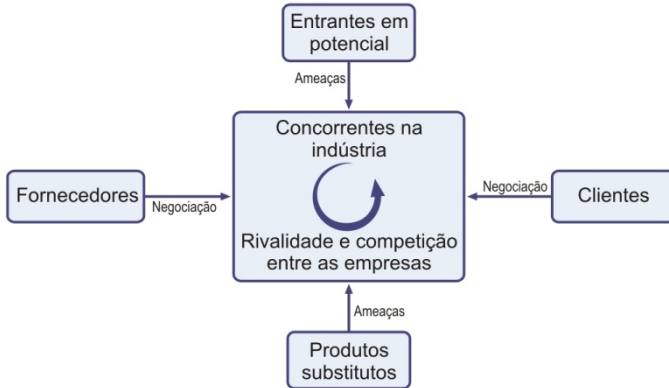 Entrantes em
potencial
Ameaças
Concorrentes na
indústria
Fornecedores
Negociação
Negociação
Clientes
Rivalidade e competição
entre as empresas
Ameaças
Produtos
substitutos